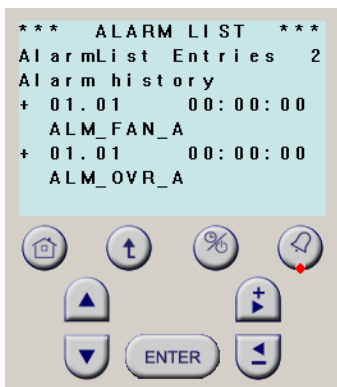 *** ALARM LIST ***
AlarmList Entries 2
Alarm history
+ 01.01 00:00:00
ALM_FAN_A
+ 01.01 00:00:00
ALM_OVR_A
ENTER